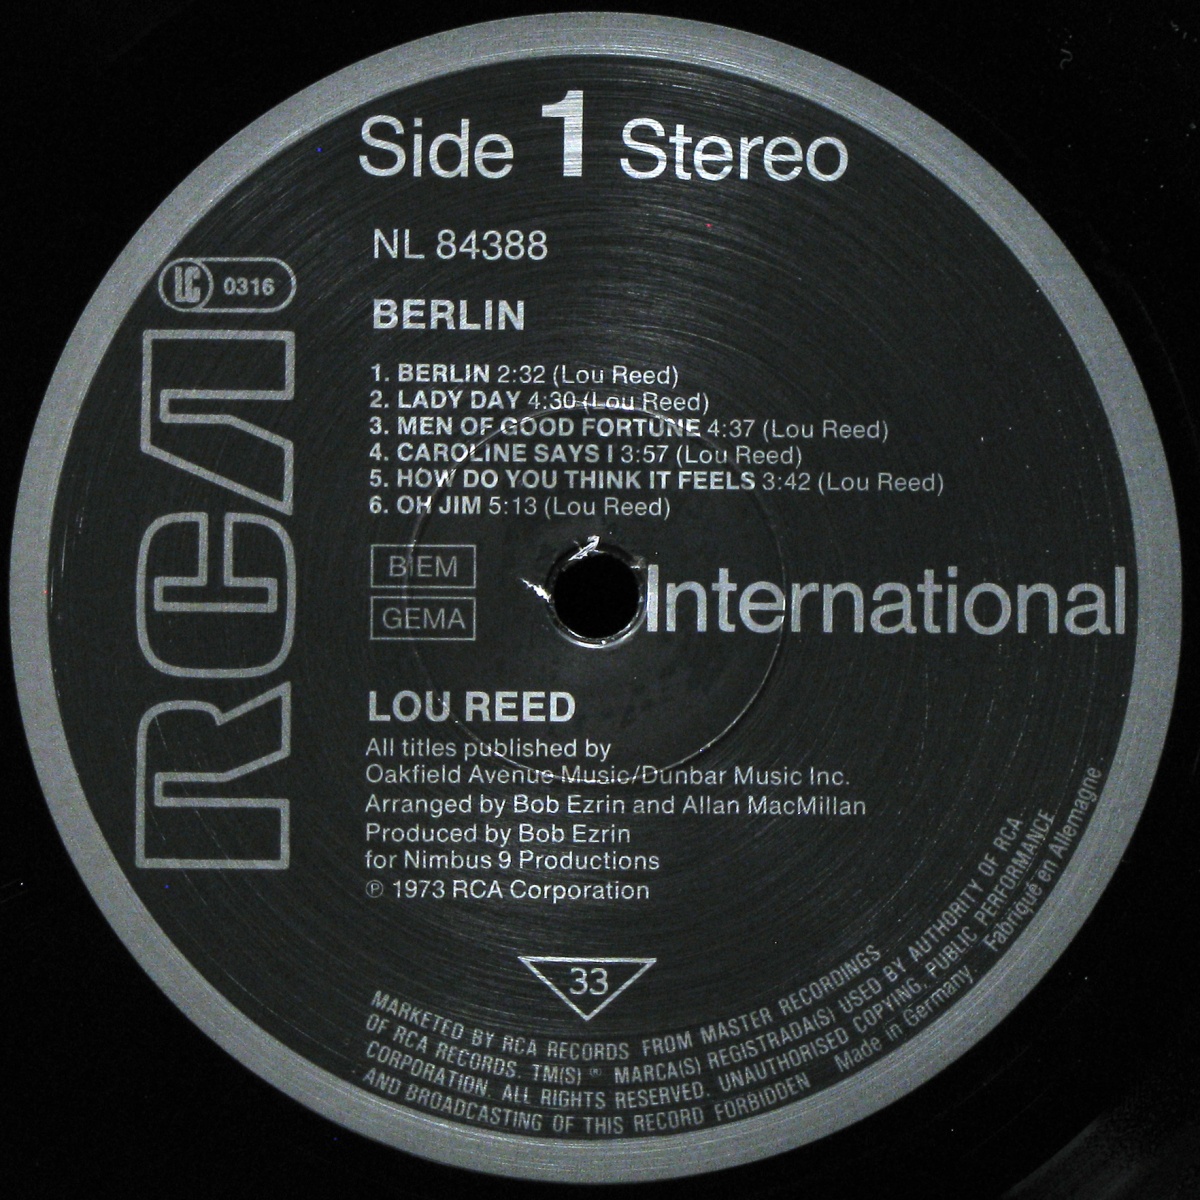 Side 1 Stereo
NL 84388
LC 0316
BERLIN
1. BERLIN 2:32 (Lou Reed)
2. LADY DAY 4:30 (Lou Reed)
3. MEN OF GOOD FORTUNE 4:37 (Lou Reed)
4. CAROLINE SAYS I 3:57 (Lou Reed)
5. HOW DO YOU THINK IT FEELS 3:42 (Lou Reed)
6. OH JIM 5:13 (Lou Reed)
BIEM
GEMA
RCA
International
LOU REED
All titles published by
Oakfield Avenue Music/Dunbar Music Inc.
Arranged by Bob Ezrin and Allan MacMillan
Produced by Bob Ezrin
for Nimbus 9 Productions
℗ 1973 RCA Corporation
33
MARKETED BY RCA RECORDS FROM MASTER RECORDINGS
OF RCA RECORDS. TM(S) ® MARCA(S) REGISTRADA(S) USED BY AUTHORITY OF RCA
CORPORATION. ALL RIGHTS RESERVED. UNAUTHORISED COPYING, PUBLIC PERFORMANCE
AND BROADCASTING OF THIS RECORD FORBIDDEN Made in Germany. Fabriqué en Allemagne